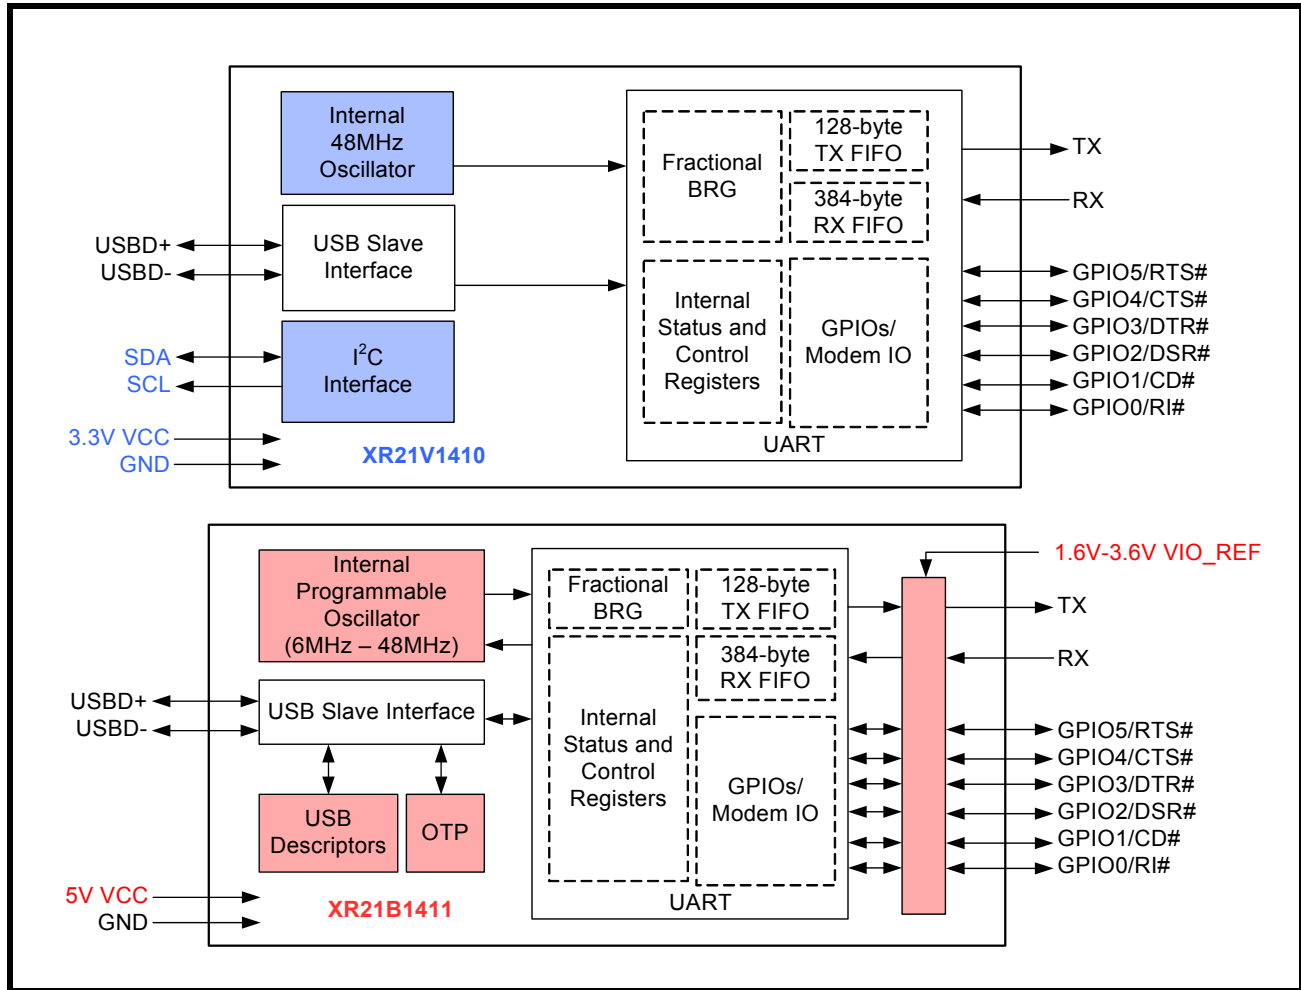 Internal
48MHz
Oscillator
USB Slave
Interface
I²C
Interface
USBD+
USBD-
SDA
SCL
3.3V VCC
GND
XR21V1410
Fractional
BRG
128-byte
TX FIFO
384-byte
RX FIFO
Internal
Status and
Control
Registers
GPIOs/
Modem IO
UART
TX
RX
GPIO5/RTS#
GPIO4/CTS#
GPIO3/DTR#
GPIO2/DSR#
GPIO1/CD#
GPIO0/RI#
Internal
Programmable
Oscillator
(6MHz – 48MHz)
USB Slave Interface
USB
Descriptors
OTP
USBD+
USBD-
5V VCC
GND
XR21B1411
Fractional
BRG
128-byte
TX FIFO
384-byte
RX FIFO
Internal
Status and
Control
Registers
GPIOs/
Modem IO
UART
1.6V-3.6V VIO_REF
TX
RX
GPIO5/RTS#
GPIO4/CTS#
GPIO3/DTR#
GPIO2/DSR#
GPIO1/CD#
GPIO0/RI#